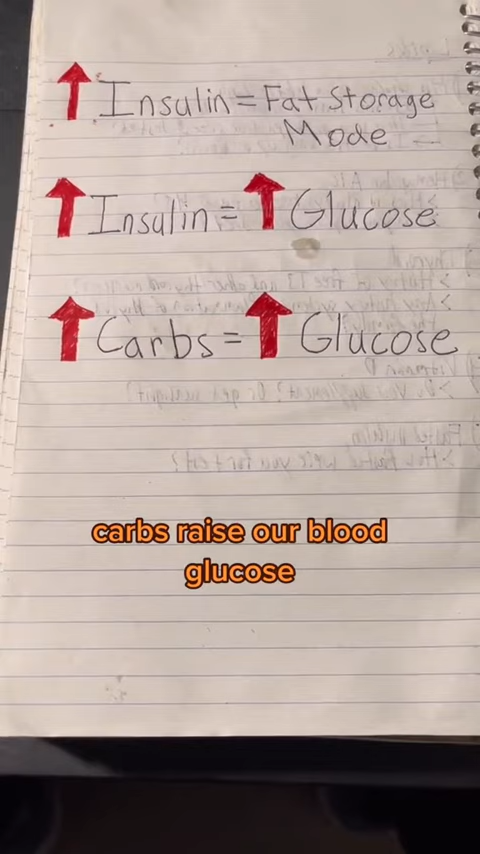 ↑ Insulin = Fat Storage
Mode
↑ Insulin = ↑ Glucose
↑ Carbs = ↑ Glucose
carbs raise our blood
glucose